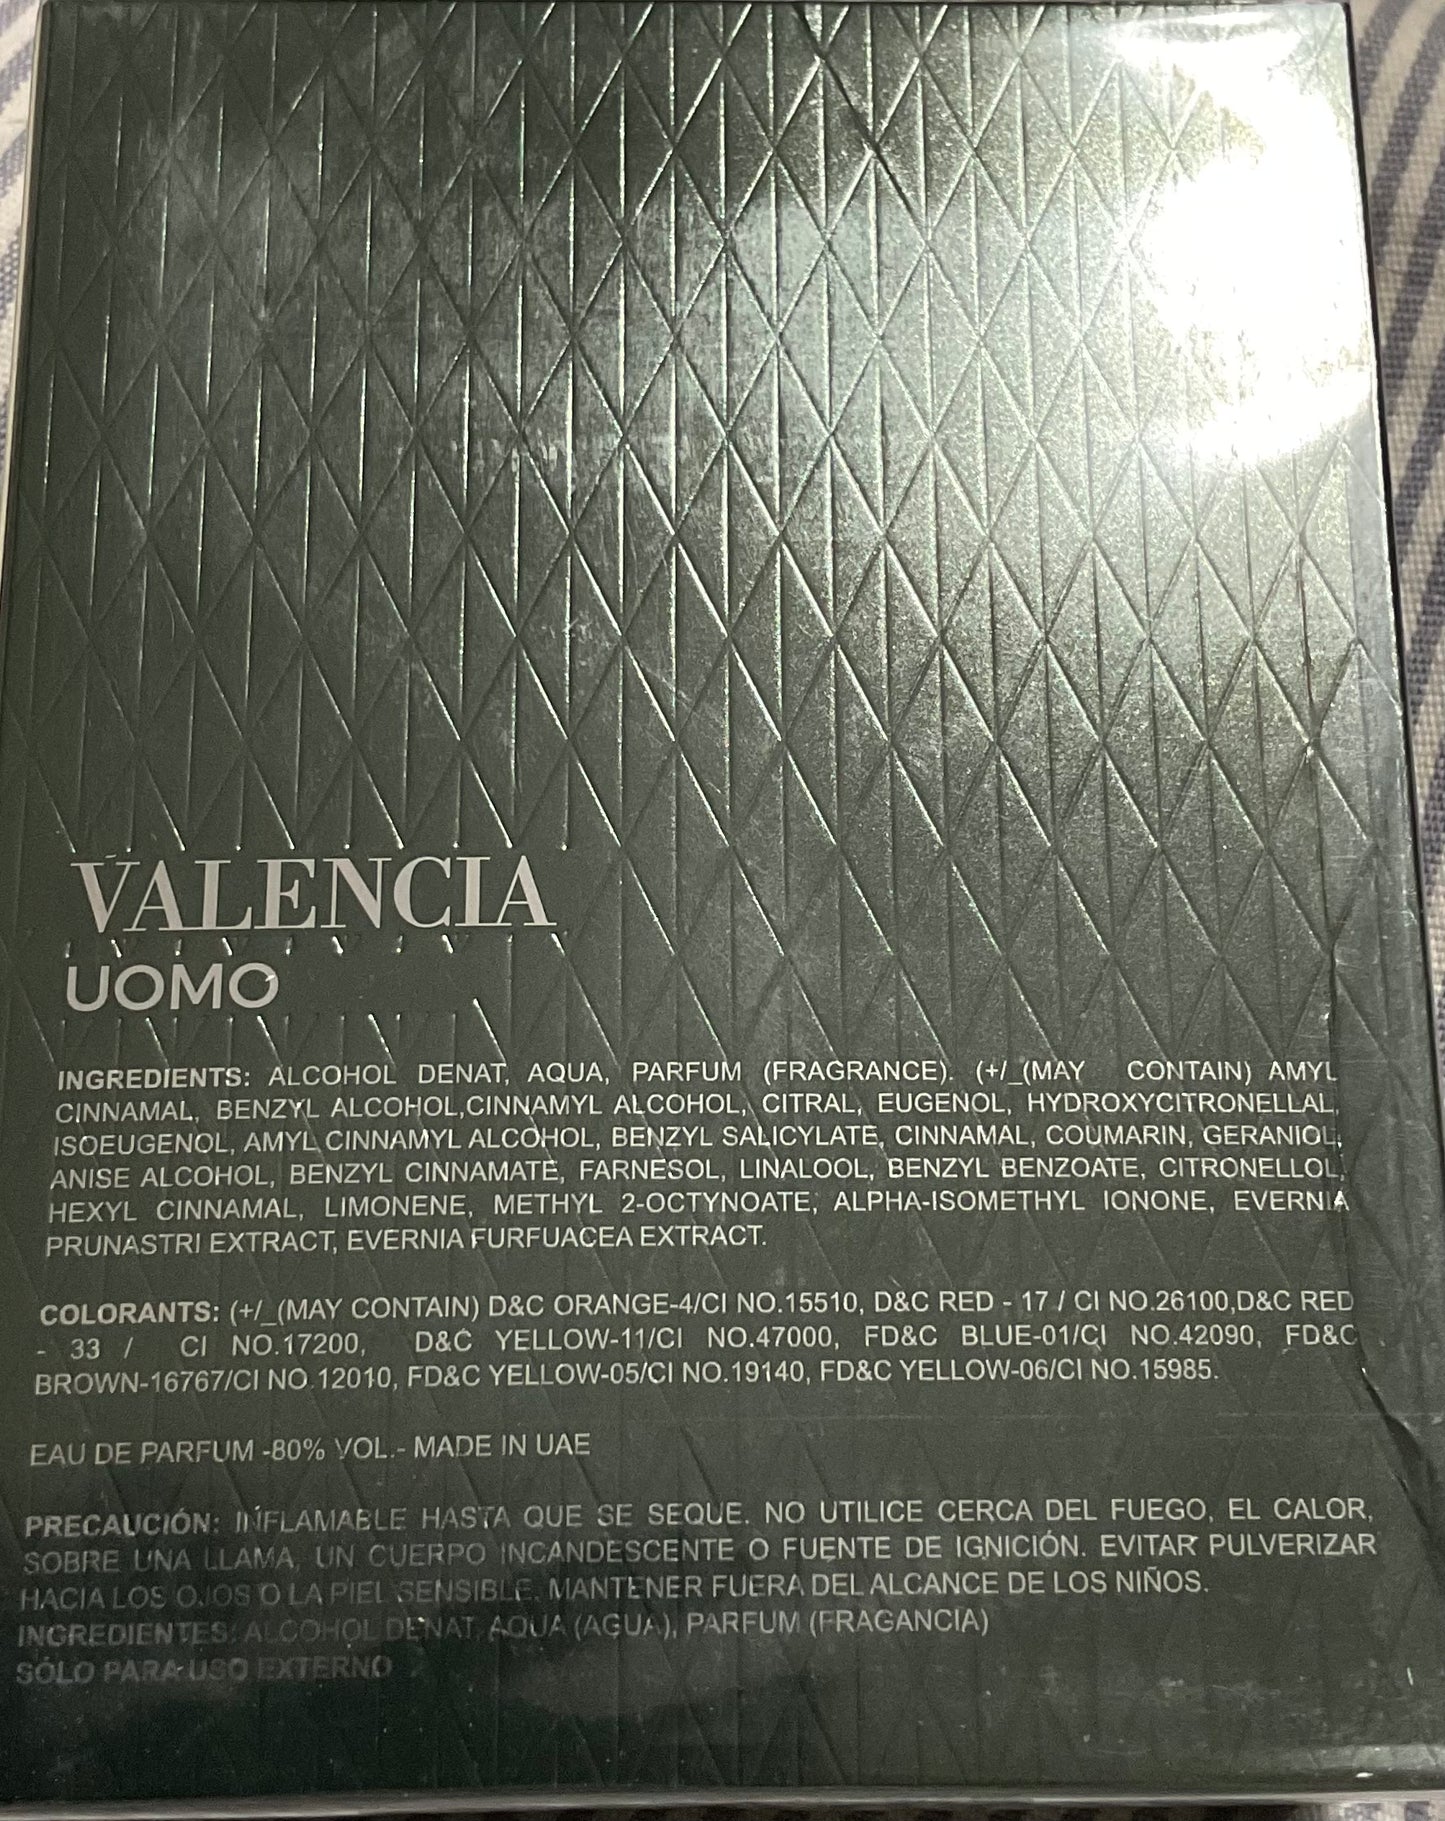 VALENCIA
UOMO
INGREDIENTS: ALCOHOL DENAT, AQUA, PARFUM (FRAGRANCE). (+/_(MAY CONTAIN) AMYL
CINNAMAL, BENZYL ALCOHOL,CINNAMYL ALCOHOL, CITRAL, EUGENOL, HYDROXYCITRONELLAL,
ISOEUGENOL, AMYL CINNAMYL ALCOHOL, BENZYL SALICYLATE, CINNAMAL, COUMARIN, GERANIOL,
ANISE ALCOHOL, BENZYL CINNAMATE, FARNESOL, LINALOOL, BENZYL BENZOATE, CITRONELLOL,
HEXYL CINNAMAL, LIMONENE, METHYL 2-OCTYNOATE, ALPHA-ISOMETHYL IONONE, EVERNIA
PRUNASTRI EXTRACT, EVERNIA FURFUACEA EXTRACT.
COLORANTS: (+/_(MAY CONTAIN) D&C ORANGE-4/CI NO.15510, D&C RED - 17 / CI NO.26100,D&C RED
- 33 / CI NO.17200, D&C YELLOW-11/CI NO.47000, FD&C BLUE-01/CI NO.42090, FD&C
BROWN-16767/CI NO.12010, FD&C YELLOW-05/CI NO.19140, FD&C YELLOW-06/CI NO.15985.
EAU DE PARFUM -80% VOL.- MADE IN UAE
PRECAUCIÓN: INFLAMABLE HASTA QUE SE SEQUE. NO UTILICE CERCA DEL FUEGO, EL CALOR,
SOBRE UNA LLAMA, UN CUERPO INCANDESCENTE O FUENTE DE IGNICIÓN. EVITAR PULVERIZAR
HACIA LOS OJOS O LA PIEL SENSIBLE. MANTENER FUERA DEL ALCANCE DE LOS NIÑOS.
INGREDIENTES: ALCOHOL DENAT, AQUA (AGUA), PARFUM (FRAGANCIA)
SÓLO PARA USO EXTERNO